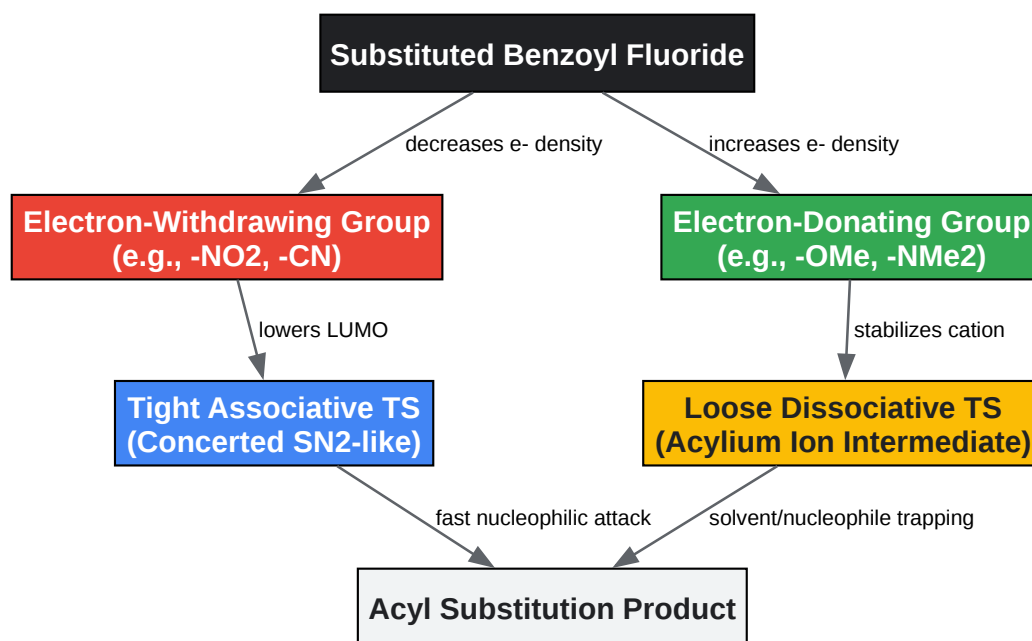 Substituted Benzoyl Fluoride
decreases e- density
increases e- density
Electron-Withdrawing Group
(e.g., -NO2, -CN)
Electron-Donating Group
(e.g., -OMe, -NMe2)
lowers LUMO
stabilizes cation
Tight Associative TS
(Concerted SN2-like)
Loose Dissociative TS
(Acylium Ion Intermediate)
fast nucleophilic attack
solvent/nucleophile trapping
Acyl Substitution Product